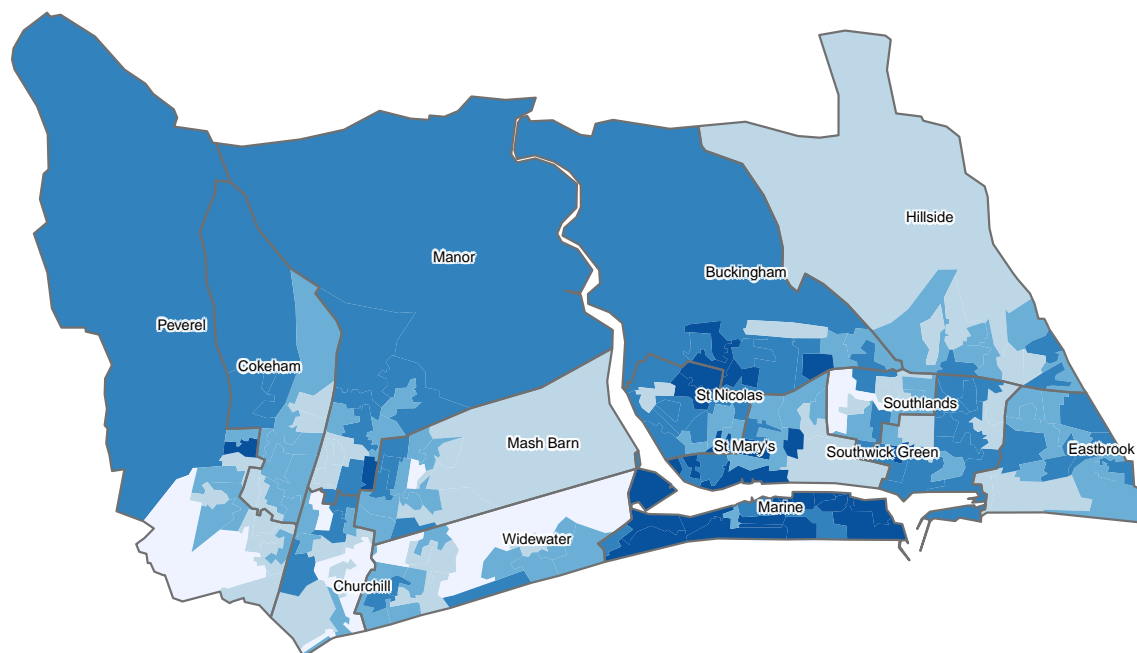 Hillside
Manor
Buckingham
Peverel
Cokeham
St Nicolas
Southlands
Mash Barn
St Mary's
Southwick Green
Eastbrook
Marine
Widewater
Churchill